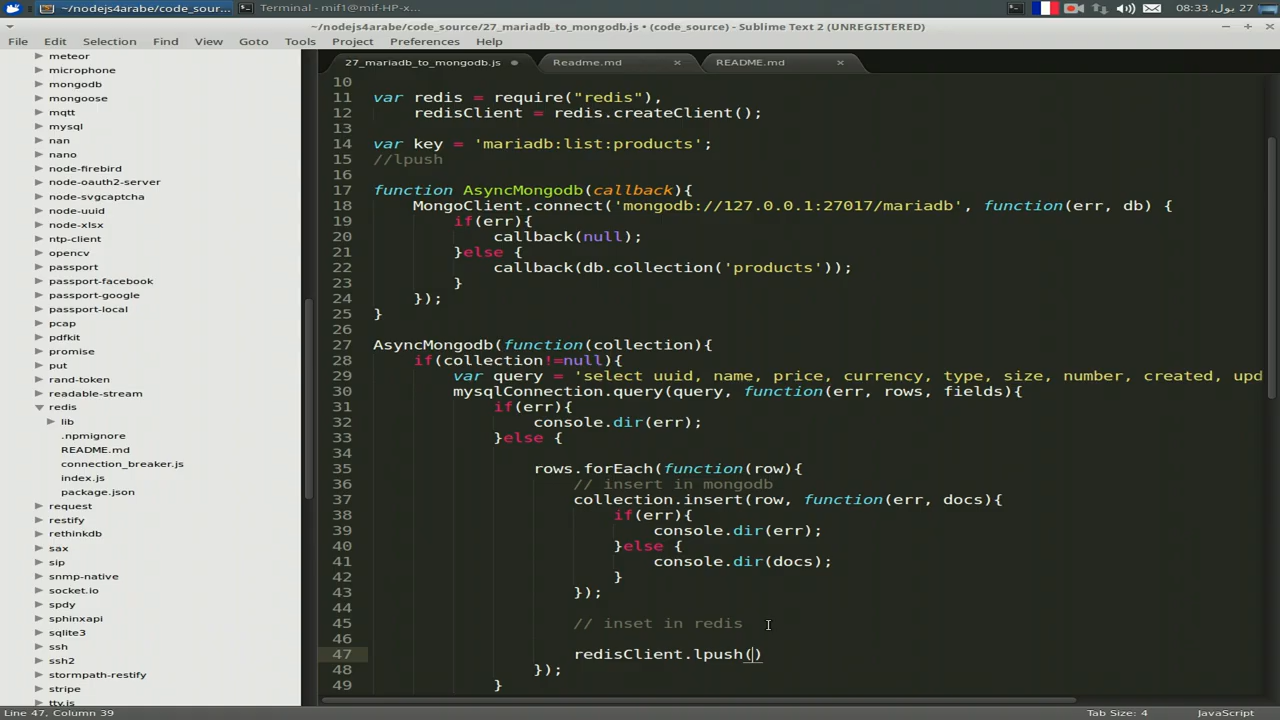 ~/nodejs4arabe/code_sour...
Terminal - mif1@mif-HP-x...
27 يول, 08:33
~/nodejs4arabe/code_source/27_mariadb_to_mongodb.js • (code_source) - Sublime Text 2 (UNREGISTERED)
File Edit Selection Find View Goto Tools Project Preferences Help
meteor
microphone
mongodb
mongoose
mqtt
mysql
nan
nano
node-firebird
node-oauth2-server
node-svgcaptcha
node-uuid
node-xlsx
ntp-client
opencv
passport
passport-facebook
passport-google
passport-local
pcap
pdfkit
promise
put
rand-token
readable-stream
redis
lib
.npmignore
README.md
connection_breaker.js
index.js
package.json
request
restify
rethinkdb
sax
sip
snmp-native
socket.io
spdy
sphinxapi
sqlite3
ssh
ssh2
stormpath-restify
stripe
tty.js
27_mariadb_to_mongodb.js Readme.md README.md
10
11 var redis = require("redis"),
12 redisClient = redis.createClient();
13
14 var key = 'mariadb:list:products';
15 //lpush
16
17 function AsyncMongodb(callback){
18 MongoClient.connect('mongodb://127.0.0.1:27017/mariadb', function(err, db) {
19 if(err){
20 callback(null);
21 }else {
22 callback(db.collection('products'));
23 }
24 });
25 }
26
27 AsyncMongodb(function(collection){
28 if(collection!=null){
29 var query = 'select uuid, name, price, currency, type, size, number, created, upd
30 mysqlConnection.query(query, function(err, rows, fields){
31 if(err){
32 console.dir(err);
33 }else {
34
35 rows.forEach(function(row){
36 // insert in mongodb
37 collection.insert(row, function(err, docs){
38 if(err){
39 console.dir(err);
40 }else {
41 console.dir(docs);
42 }
43 });
44
45 // inset in redis
46
47 redisClient.lpush()
48 });
49 }
Line 47, Column 39
Tab Size: 4
JavaScript